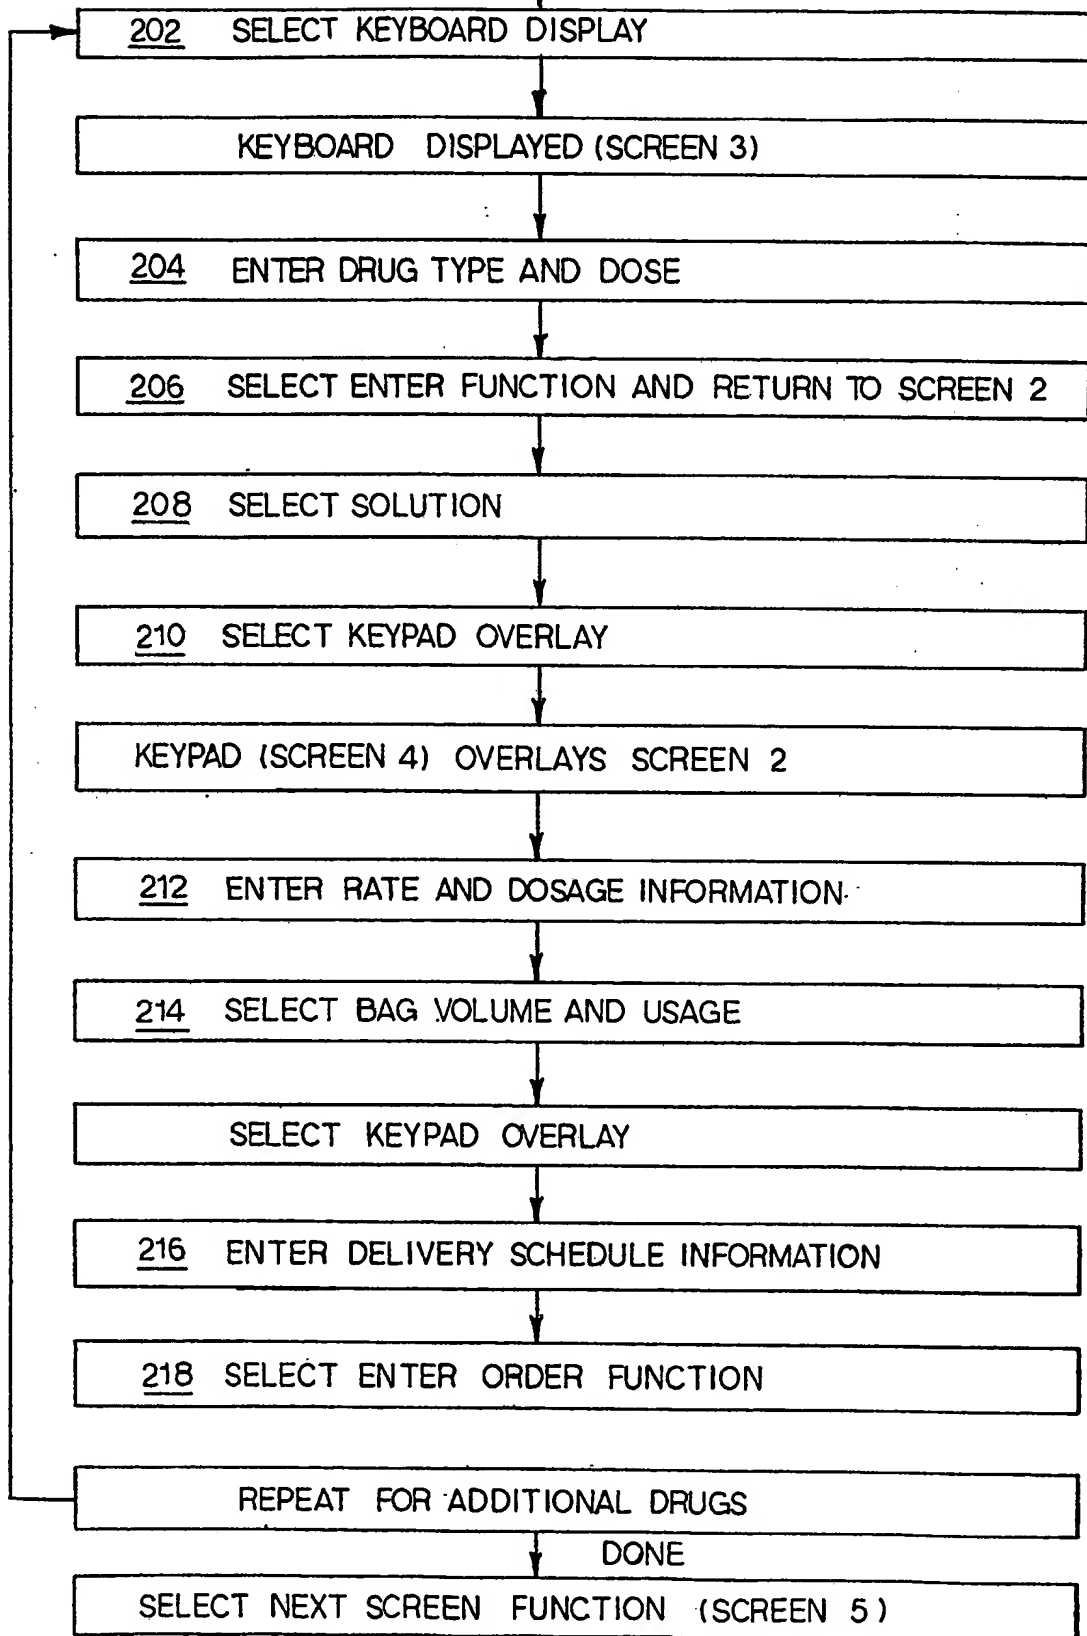 202 SELECT KEYBOARD DISPLAY
KEYBOARD DISPLAYED (SCREEN 3)
204 ENTER DRUG TYPE AND DOSE
206 SELECT ENTER FUNCTION AND RETURN TO SCREEN 2
208 SELECT SOLUTION
210 SELECT KEYPAD OVERLAY
KEYPAD (SCREEN 4) OVERLAYS SCREEN 2
212 ENTER RATE AND DOSAGE INFORMATION
214 SELECT BAG VOLUME AND USAGE
SELECT KEYPAD OVERLAY
216 ENTER DELIVERY SCHEDULE INFORMATION
218 SELECT ENTER ORDER FUNCTION
REPEAT FOR ADDITIONAL DRUGS
DONE
SELECT NEXT SCREEN FUNCTION (SCREEN 5)